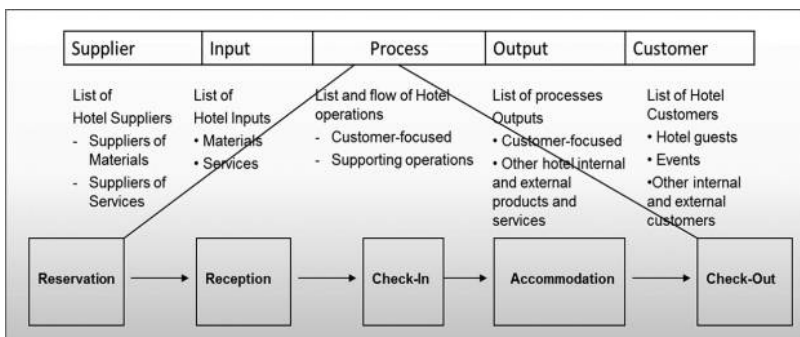 Supplier
Input
Process
Output
Customer
List of
Hotel Suppliers
- Suppliers of
Materials
- Suppliers of
Services
List of
Hotel Inputs
• Materials
• Services
List and flow of Hotel
operations
- Customer-focused
- Supporting operations
List of processes
Outputs
• Customer-focused
• Other hotel internal
and external
products and
services
List of Hotel
Customers
• Hotel guests
• Events
•Other internal
and external
customers
Reservation
Reception
Check-In
Accommodation
Check-Out